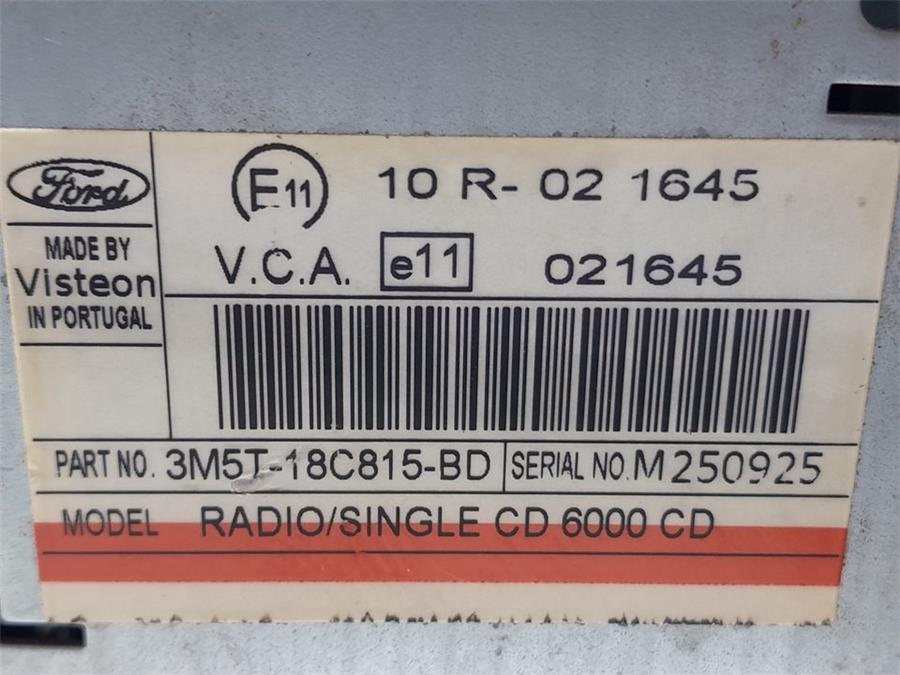 Ford
MADE BY
Visteon
IN PORTUGAL
E11 10 R- 02 1645
V.C.A. e11 021645
PART NO. 3M5T-18C815-BD SERIAL NO. M250925
MODEL RADIO/SINGLE CD 6000 CD